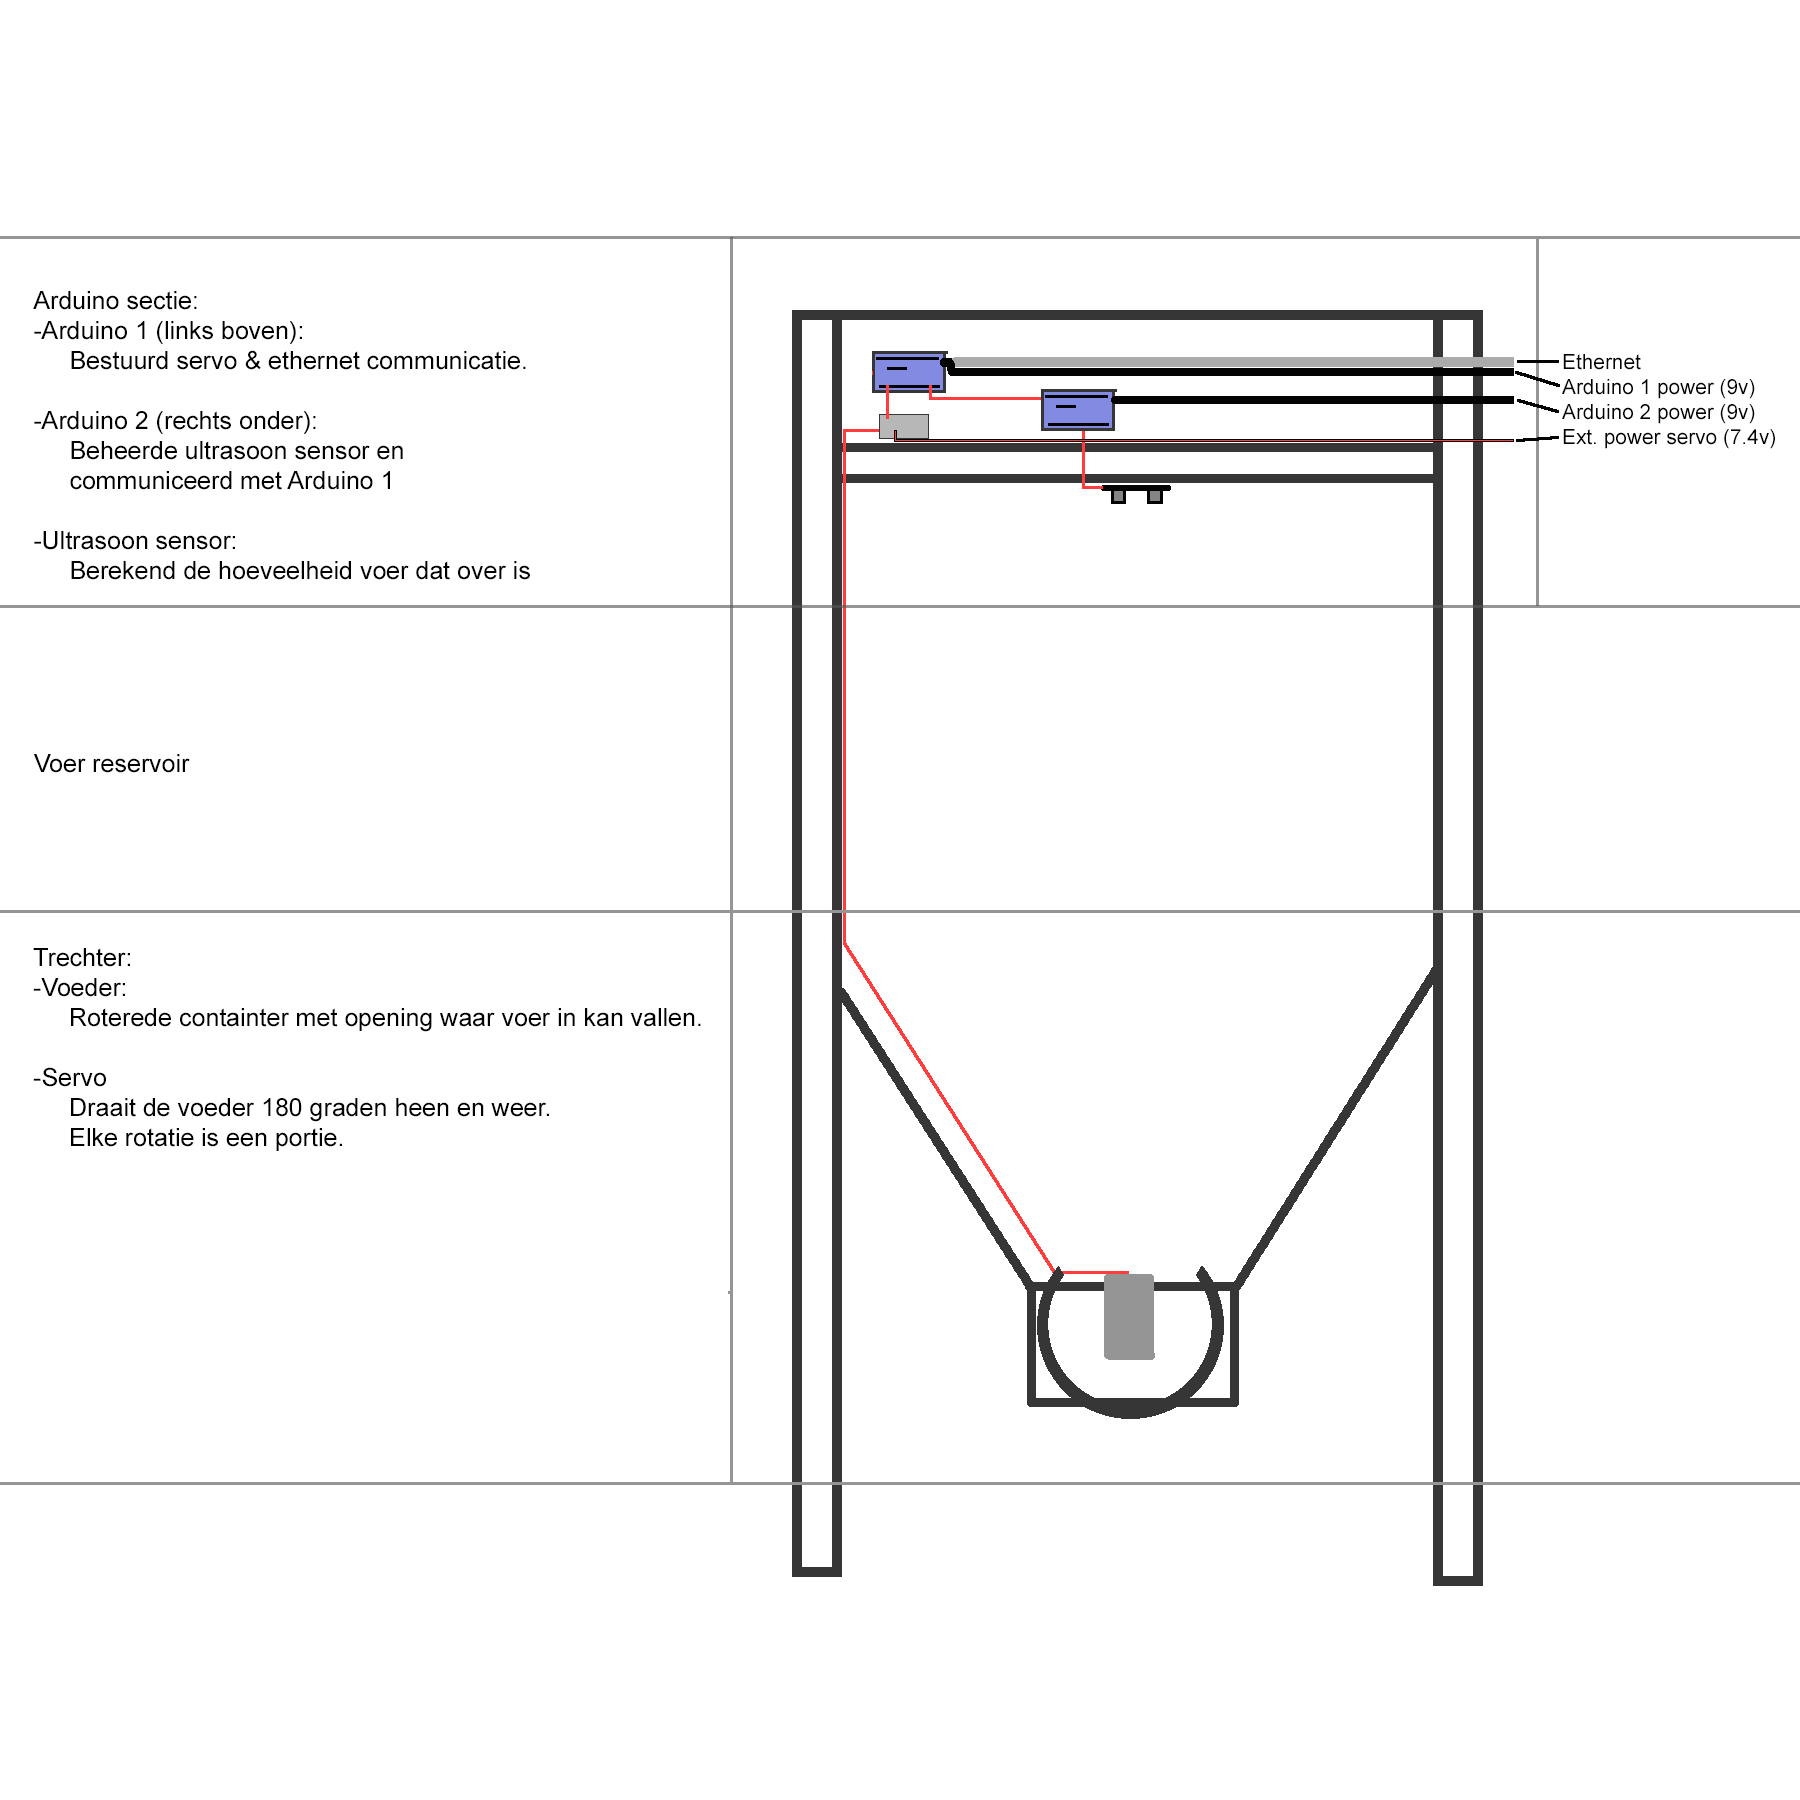 Arduino sectie:
-Arduino 1 (links boven):
Bestuurd servo & ethernet communicatie.
-Arduino 2 (rechts onder):
Beheerde ultrasoon sensor en
communiceerd met Arduino 1
-Ultrasoon sensor:
Berekend de hoeveelheid voer dat over is
Ethernet
Arduino 1 power (9v)
Arduino 2 power (9v)
Ext. power servo (7.4v)
Voer reservoir
Trechter:
-Voeder:
Roterede containter met opening waar voer in kan vallen.
-Servo
Draait de voeder 180 graden heen en weer.
Elke rotatie is een portie.